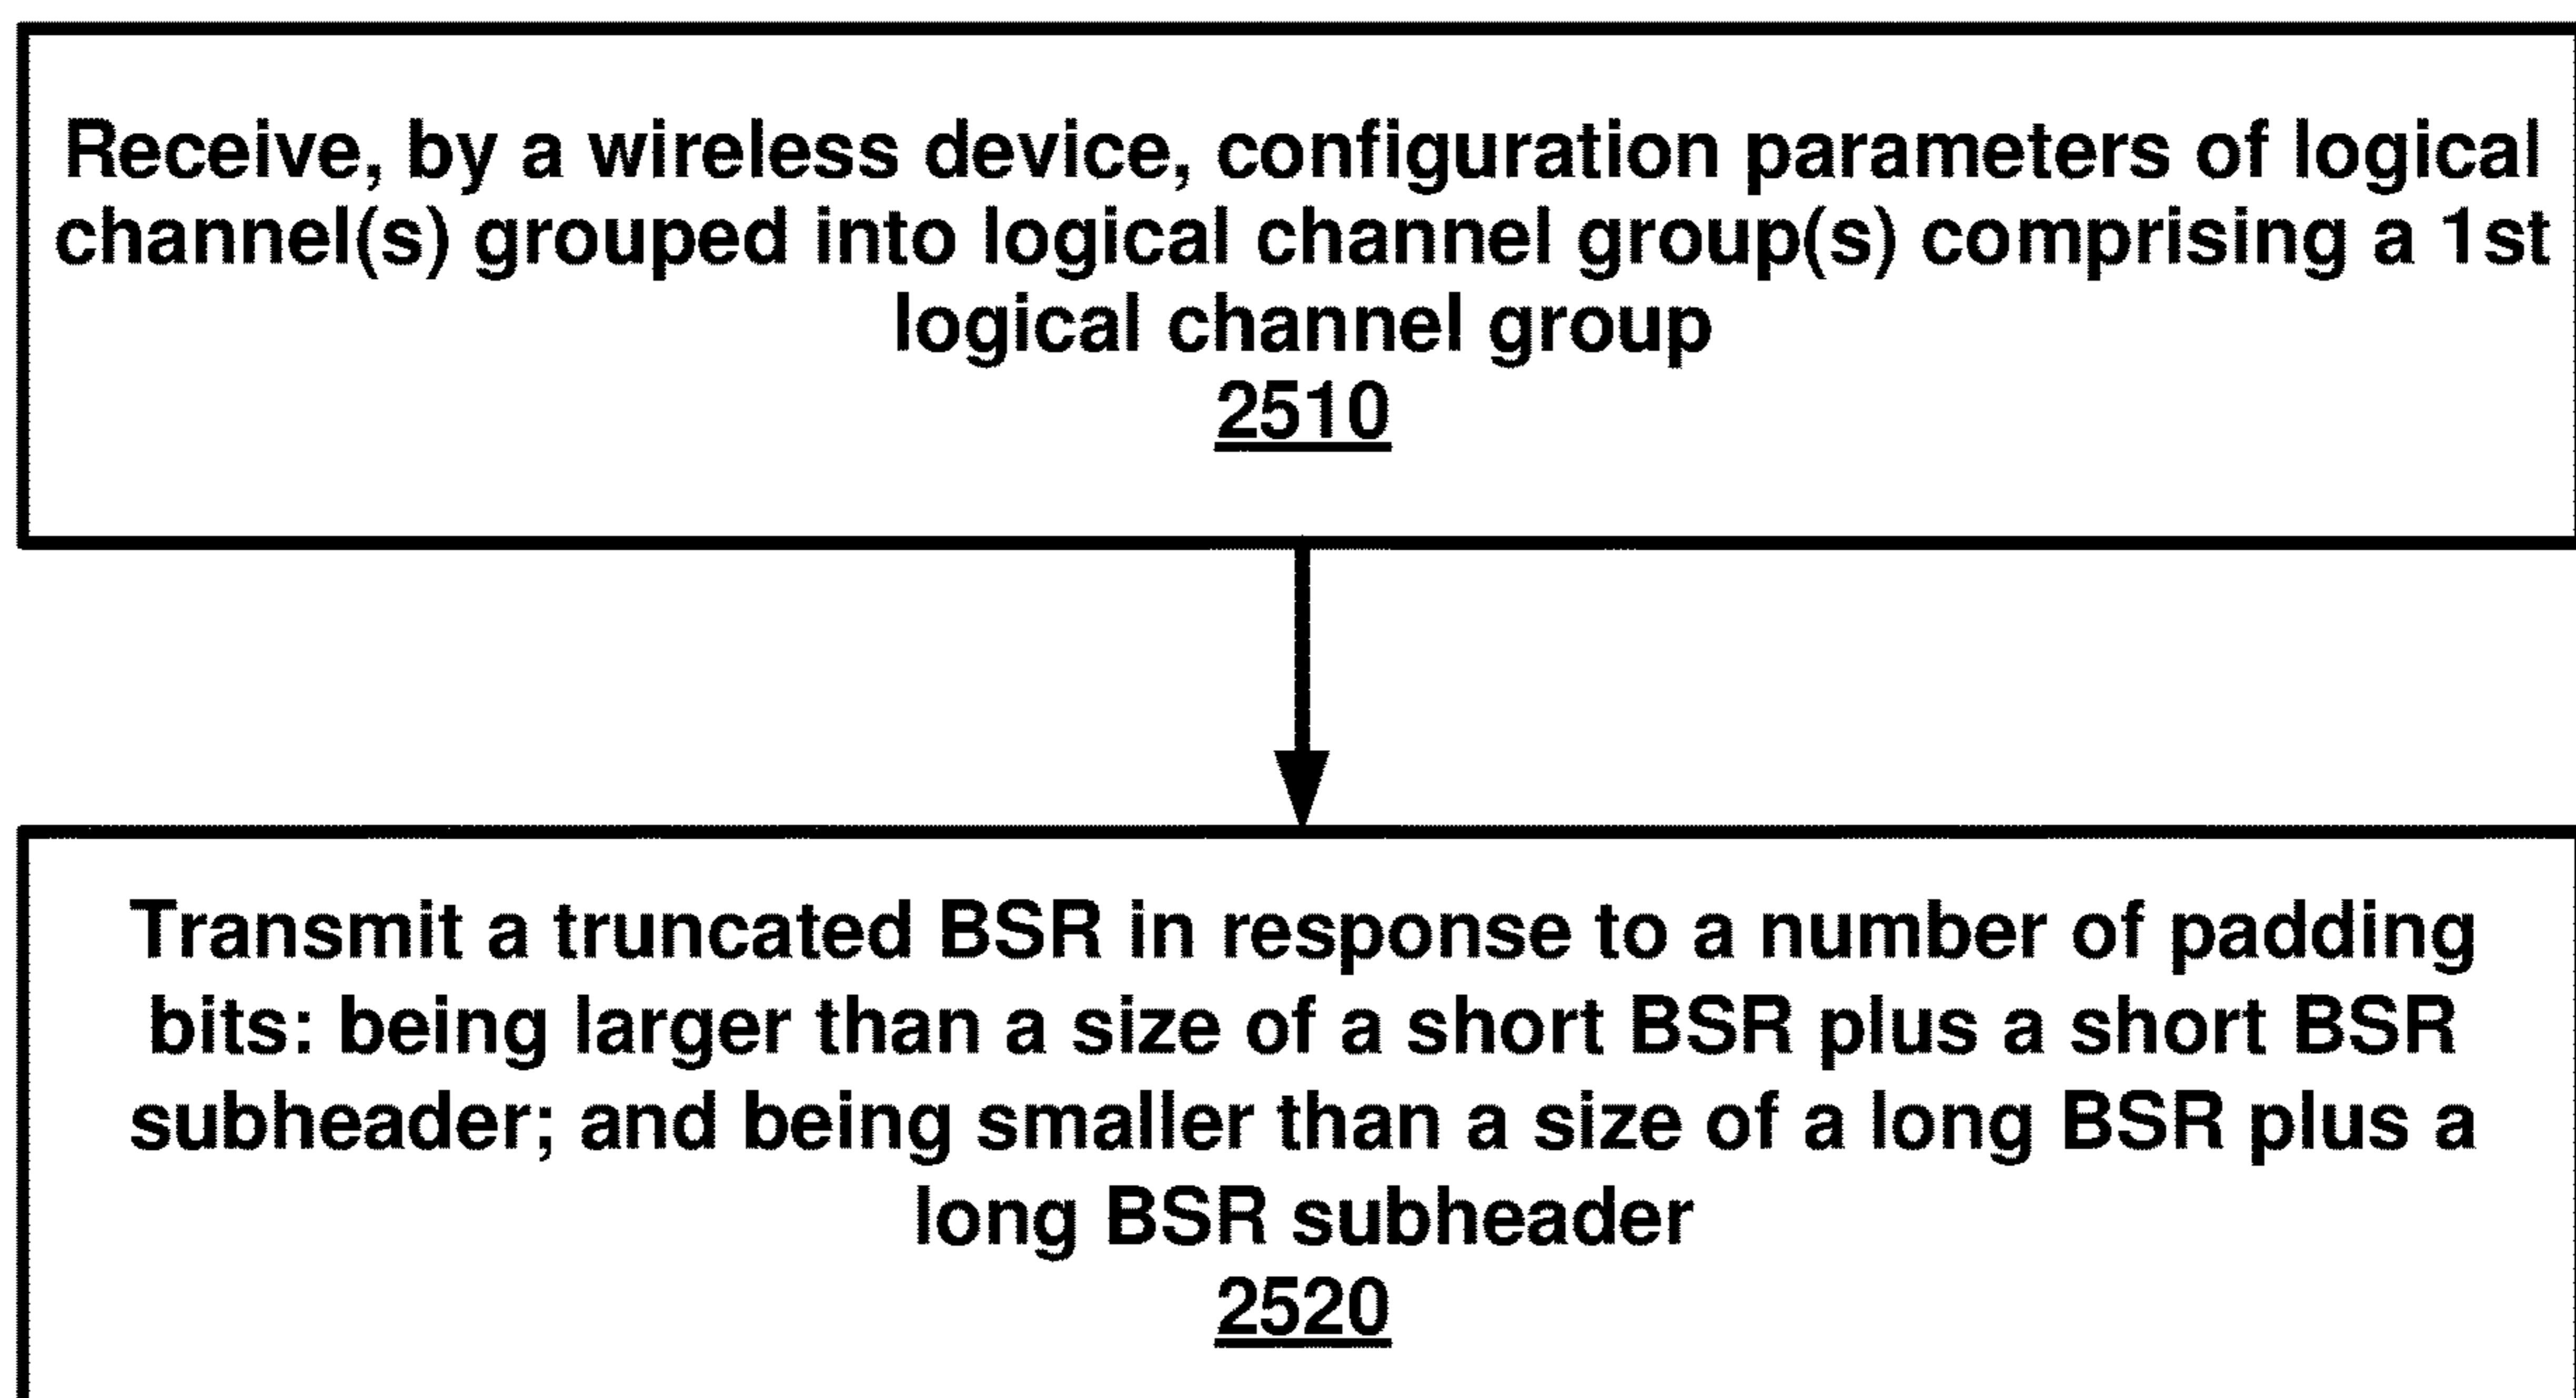 Receive, by a wireless device, configuration parameters of logical
channel(s) grouped into logical channel group(s) comprising a 1st
logical channel group
2510
Transmit a truncated BSR in response to a number of padding
bits: being larger than a size of a short BSR plus a short BSR
subheader; and being smaller than a size of a long BSR plus a
long BSR subheader
2520